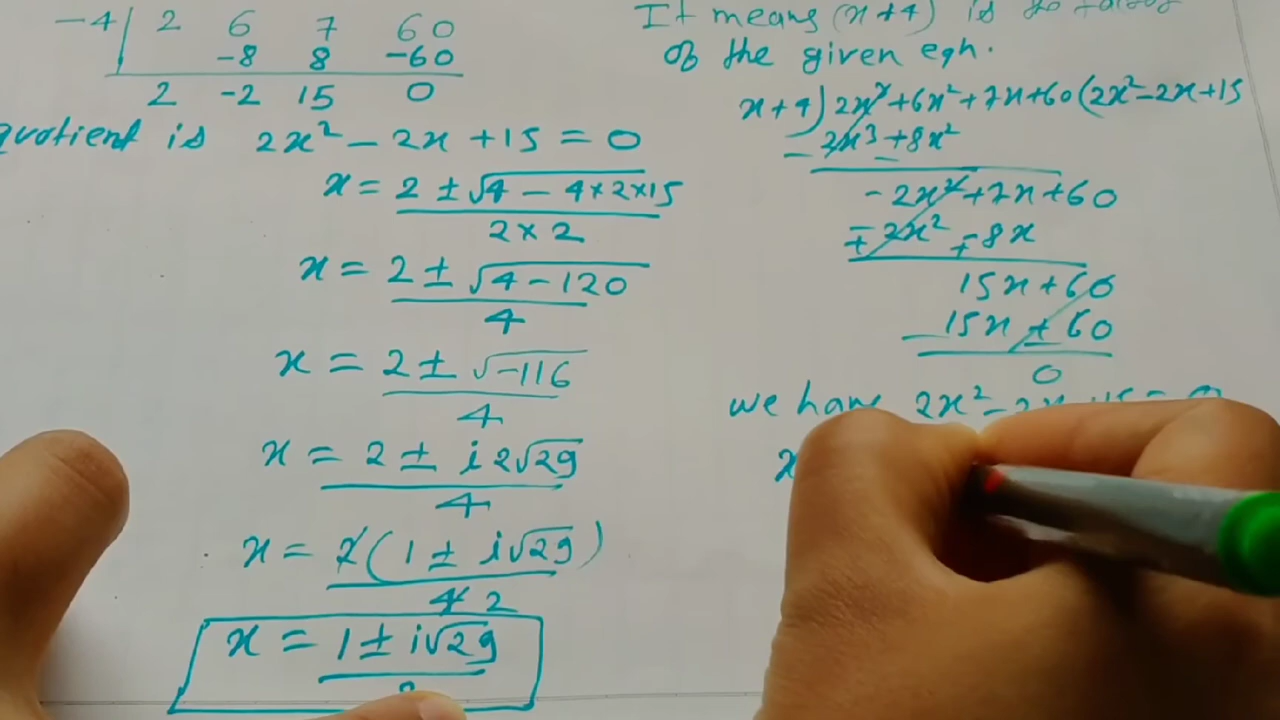 -4 | 2 6 7 60
-8 8 -60
2 -2 15 0
quotient is 2x² - 2x + 15 = 0
x = 2 ± √4 - 4×2×15
2 × 2
x = 2 ± √4 - 120
4
x = 2 ± √-116
4
x = 2 ± i2√29
4
x = 2(1 ± i√29)
4 2
x = 1 ± i√29
It means (x+4) is
of the given eqn.
x+4)2x³+6x²+7x+60(2x²-2x+15
- 2x³ + 8x²
-
-2x²+7x+60
∓ 2x² ∓ 8x
15x+60
- 15x ± 60
0
we have 2x² -
x